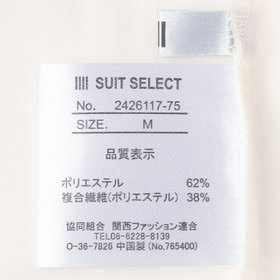 SUIT SELECT
No. 2426117-75
SIZE. M
品質表示
ポリエステル 62%
複合繊維(ポリエステル) 38%
協同組合 関西ファッション連合
TEL06-6228-8139
O-36-7826 中国製 (No,765400)